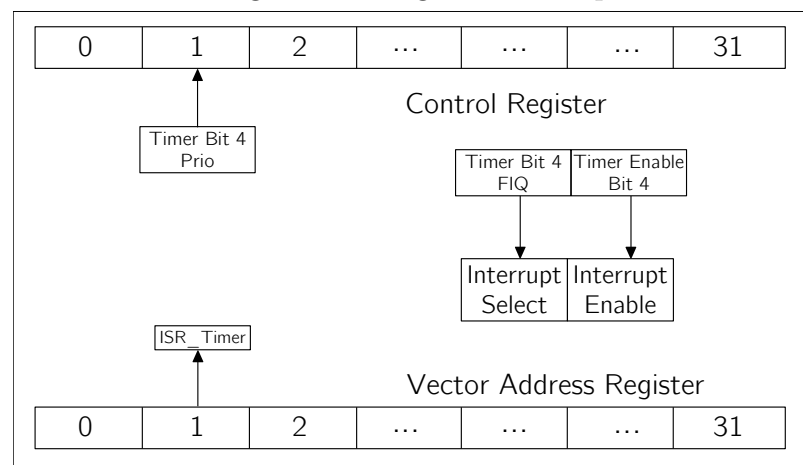 0 1 2 ... ... ... 31
Control Register
Timer Bit 4
Prio
Timer Bit 4
FIQ
Timer Enable
Bit 4
Interrupt
Select
Interrupt
Enable
ISR_Timer
Vector Address Register
0 1 2 ... ... ... 31